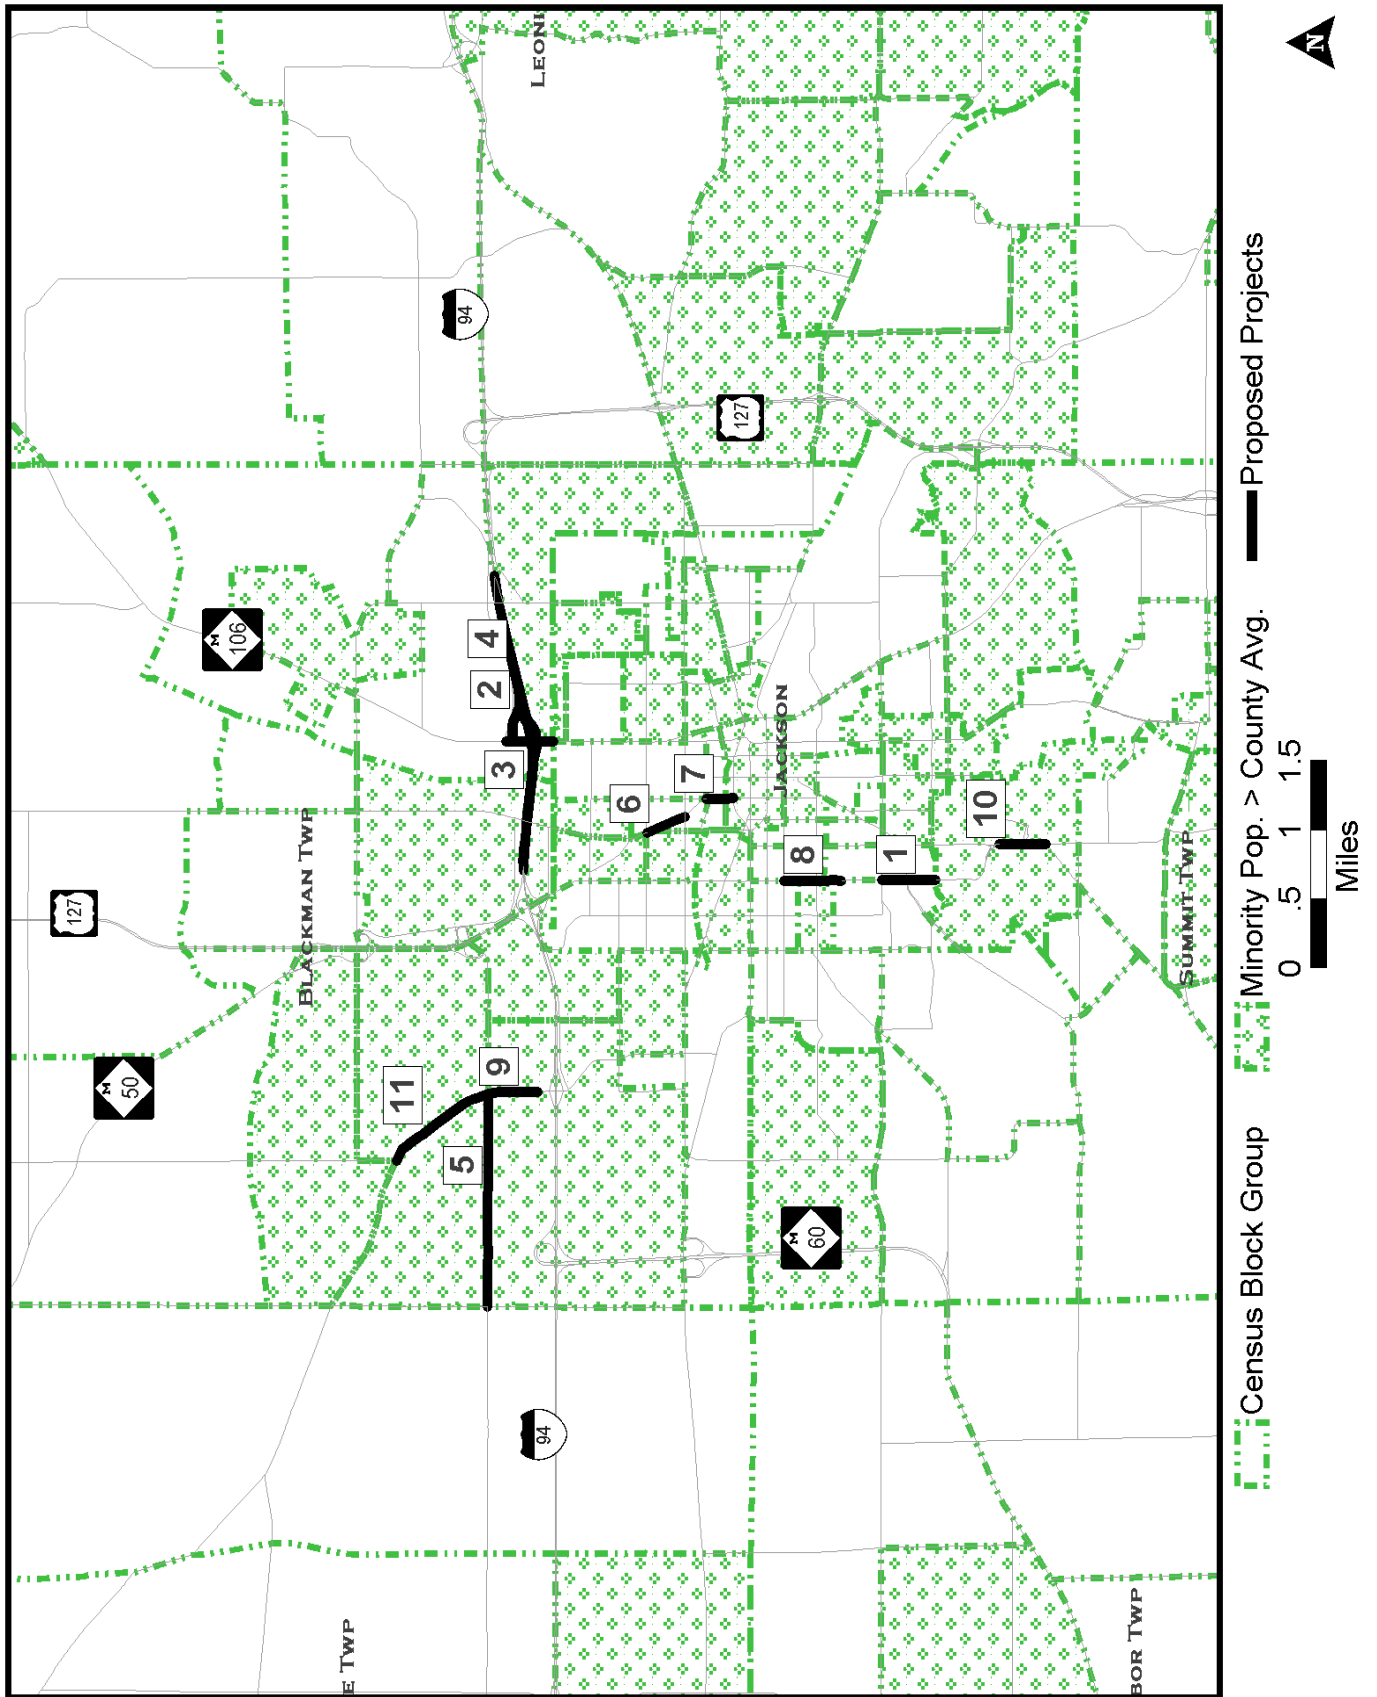 127
M
50
M
106
BLACKMAN TWP
E TWP
11
5
94
2
4
9
3
LEONI
94
6
7
127
JACKSON
8
M
60
1
10
BOR TWP
SUMMIT TWP
Census Block Group
Minority Pop. > County Avg.
Proposed Projects
0 .5 1 1.5
Miles
N